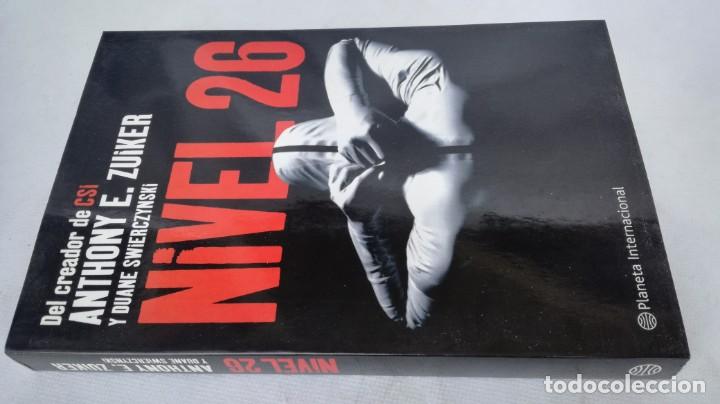 Del creador de CSi
ANTHONY E. ZUiKER
Y DUANE SWiERCZYNSKi
NiVEL 26
Planeta Internacional
ANTHONY E. ZUiKER
Y DUANE SWiERCZYNSKi
NiVEL 26
todocoleccion.net